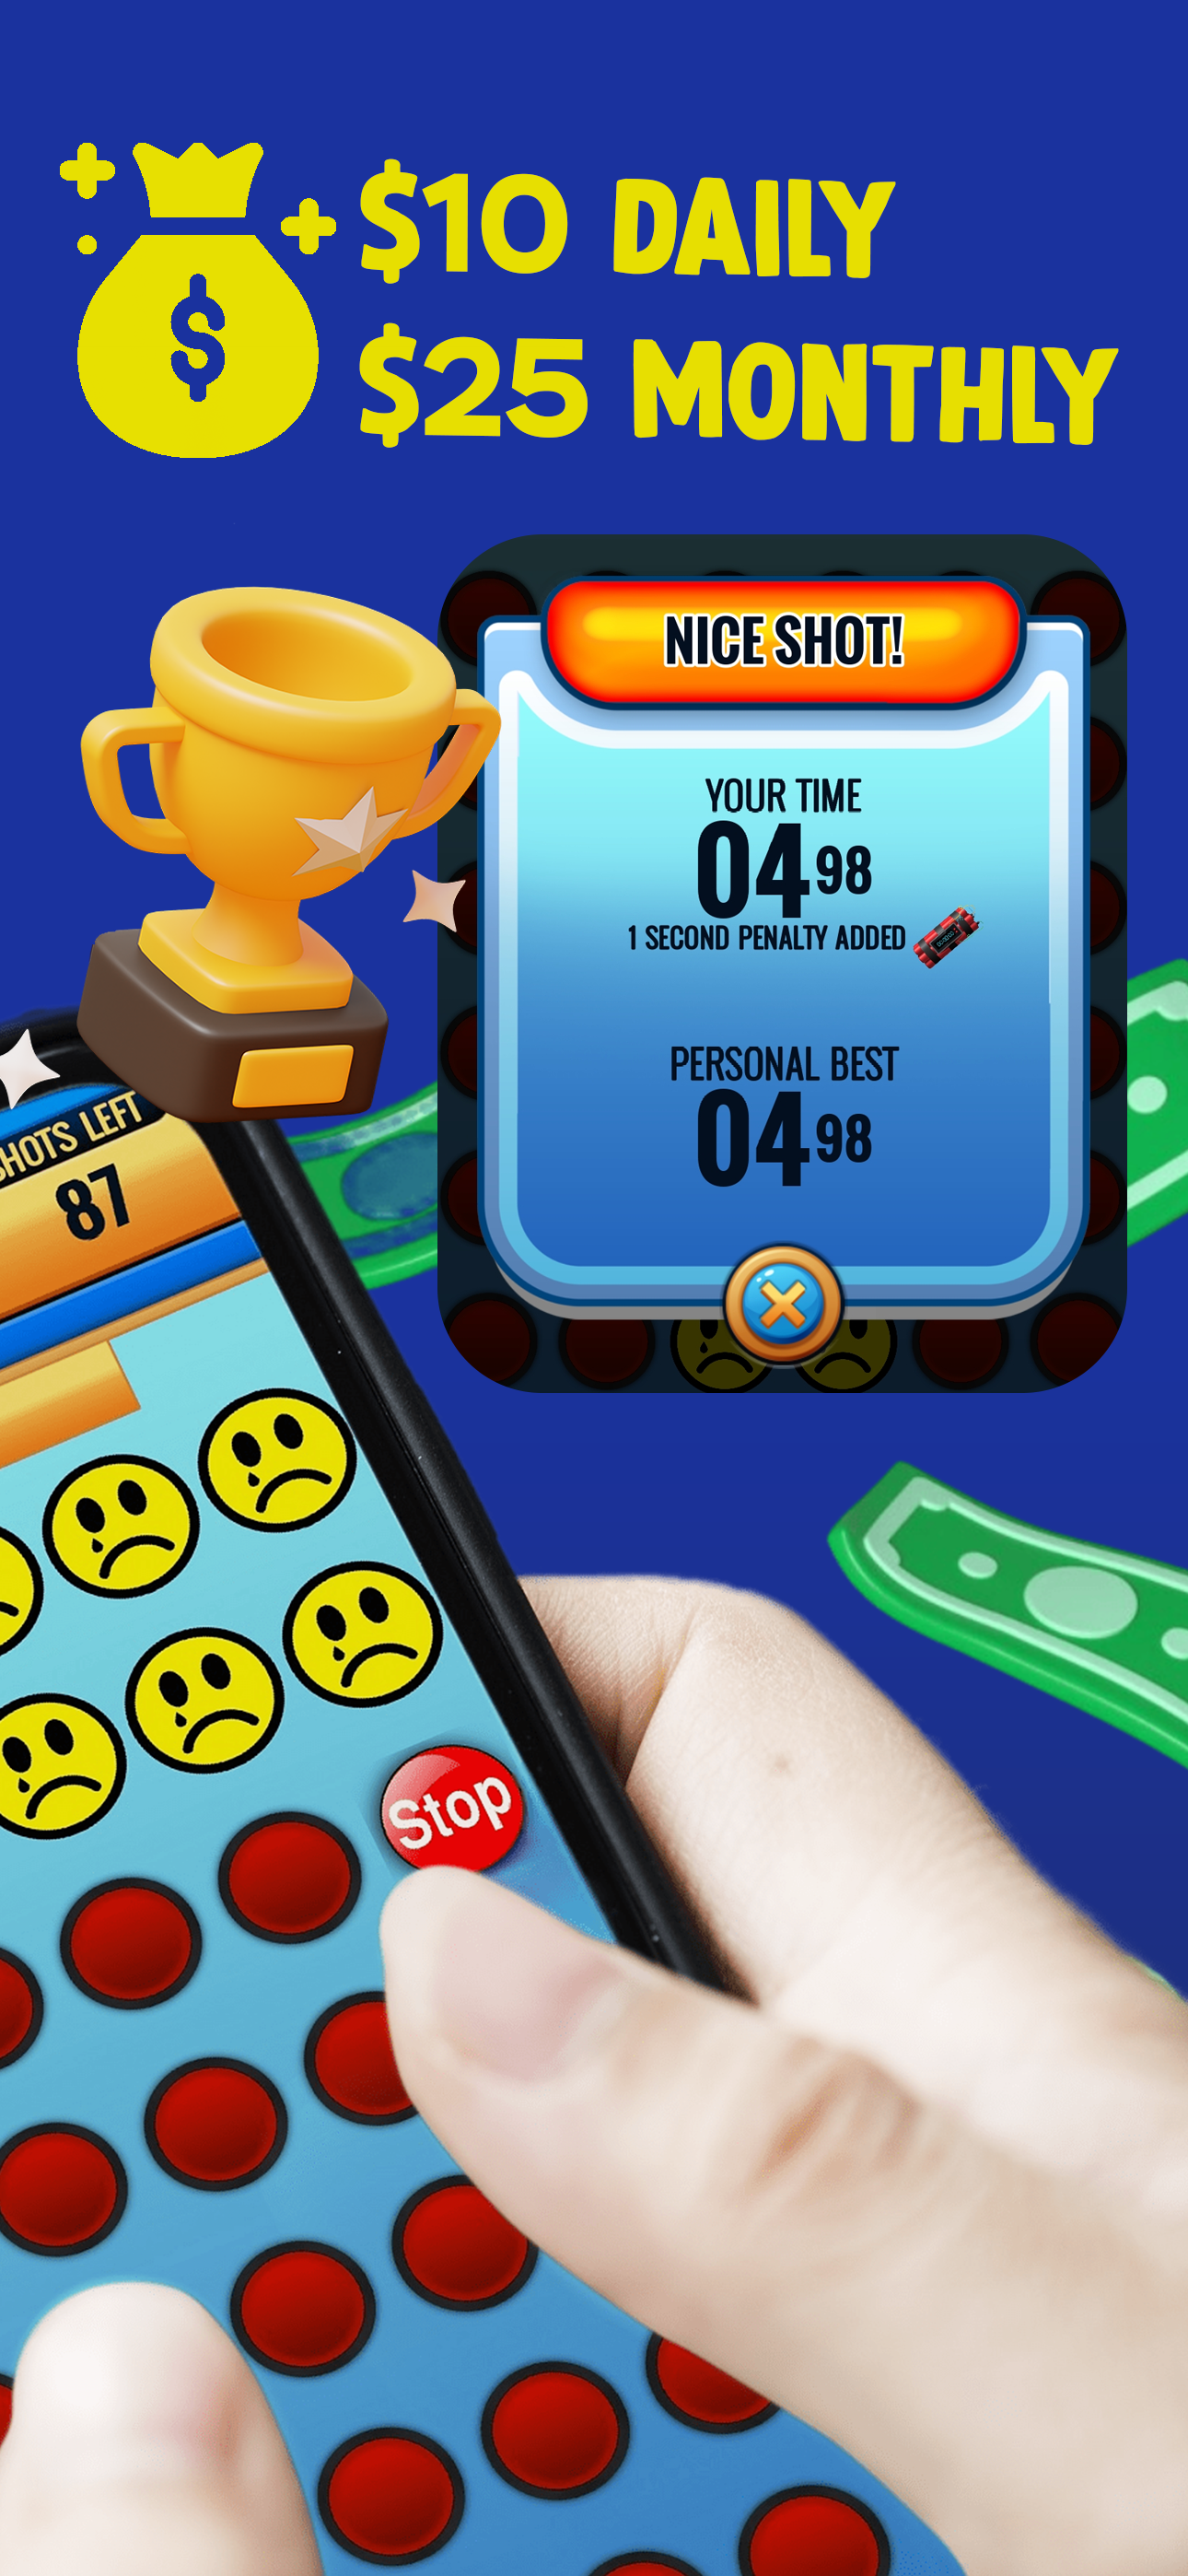 $10 DAILY
$25 MONTHLY
$
NICE SHOT!
YOUR TIME
04 98
1 SECOND PENALTY ADDED
PERSONAL BEST
04 98
SHOTS LEFT
87
Stop